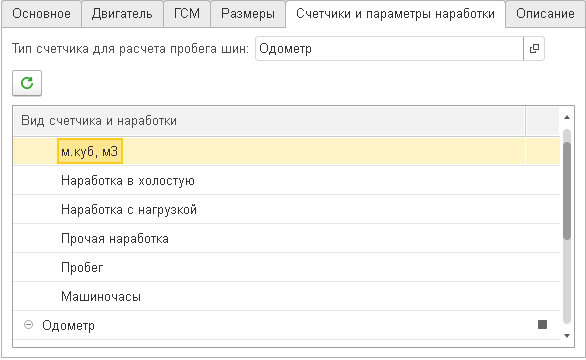 Основное Двигатель ГСМ Размеры Счетчики и параметры наработки Описание
Тип счетчика для расчета пробега шин: Одометр
Вид счетчика и наработки
м.куб, м3
Наработка в холостую
Наработка с нагрузкой
Прочая наработка
Пробег
Машиночасы
Одометр